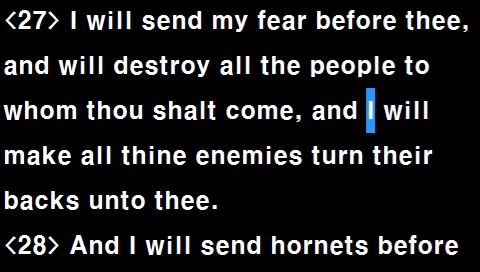 <27> I will send my fear before thee,
and will destroy all the people to
whom thou shalt come, and I will
make all thine enemies turn their
backs unto thee.
<28> And I will send hornets before